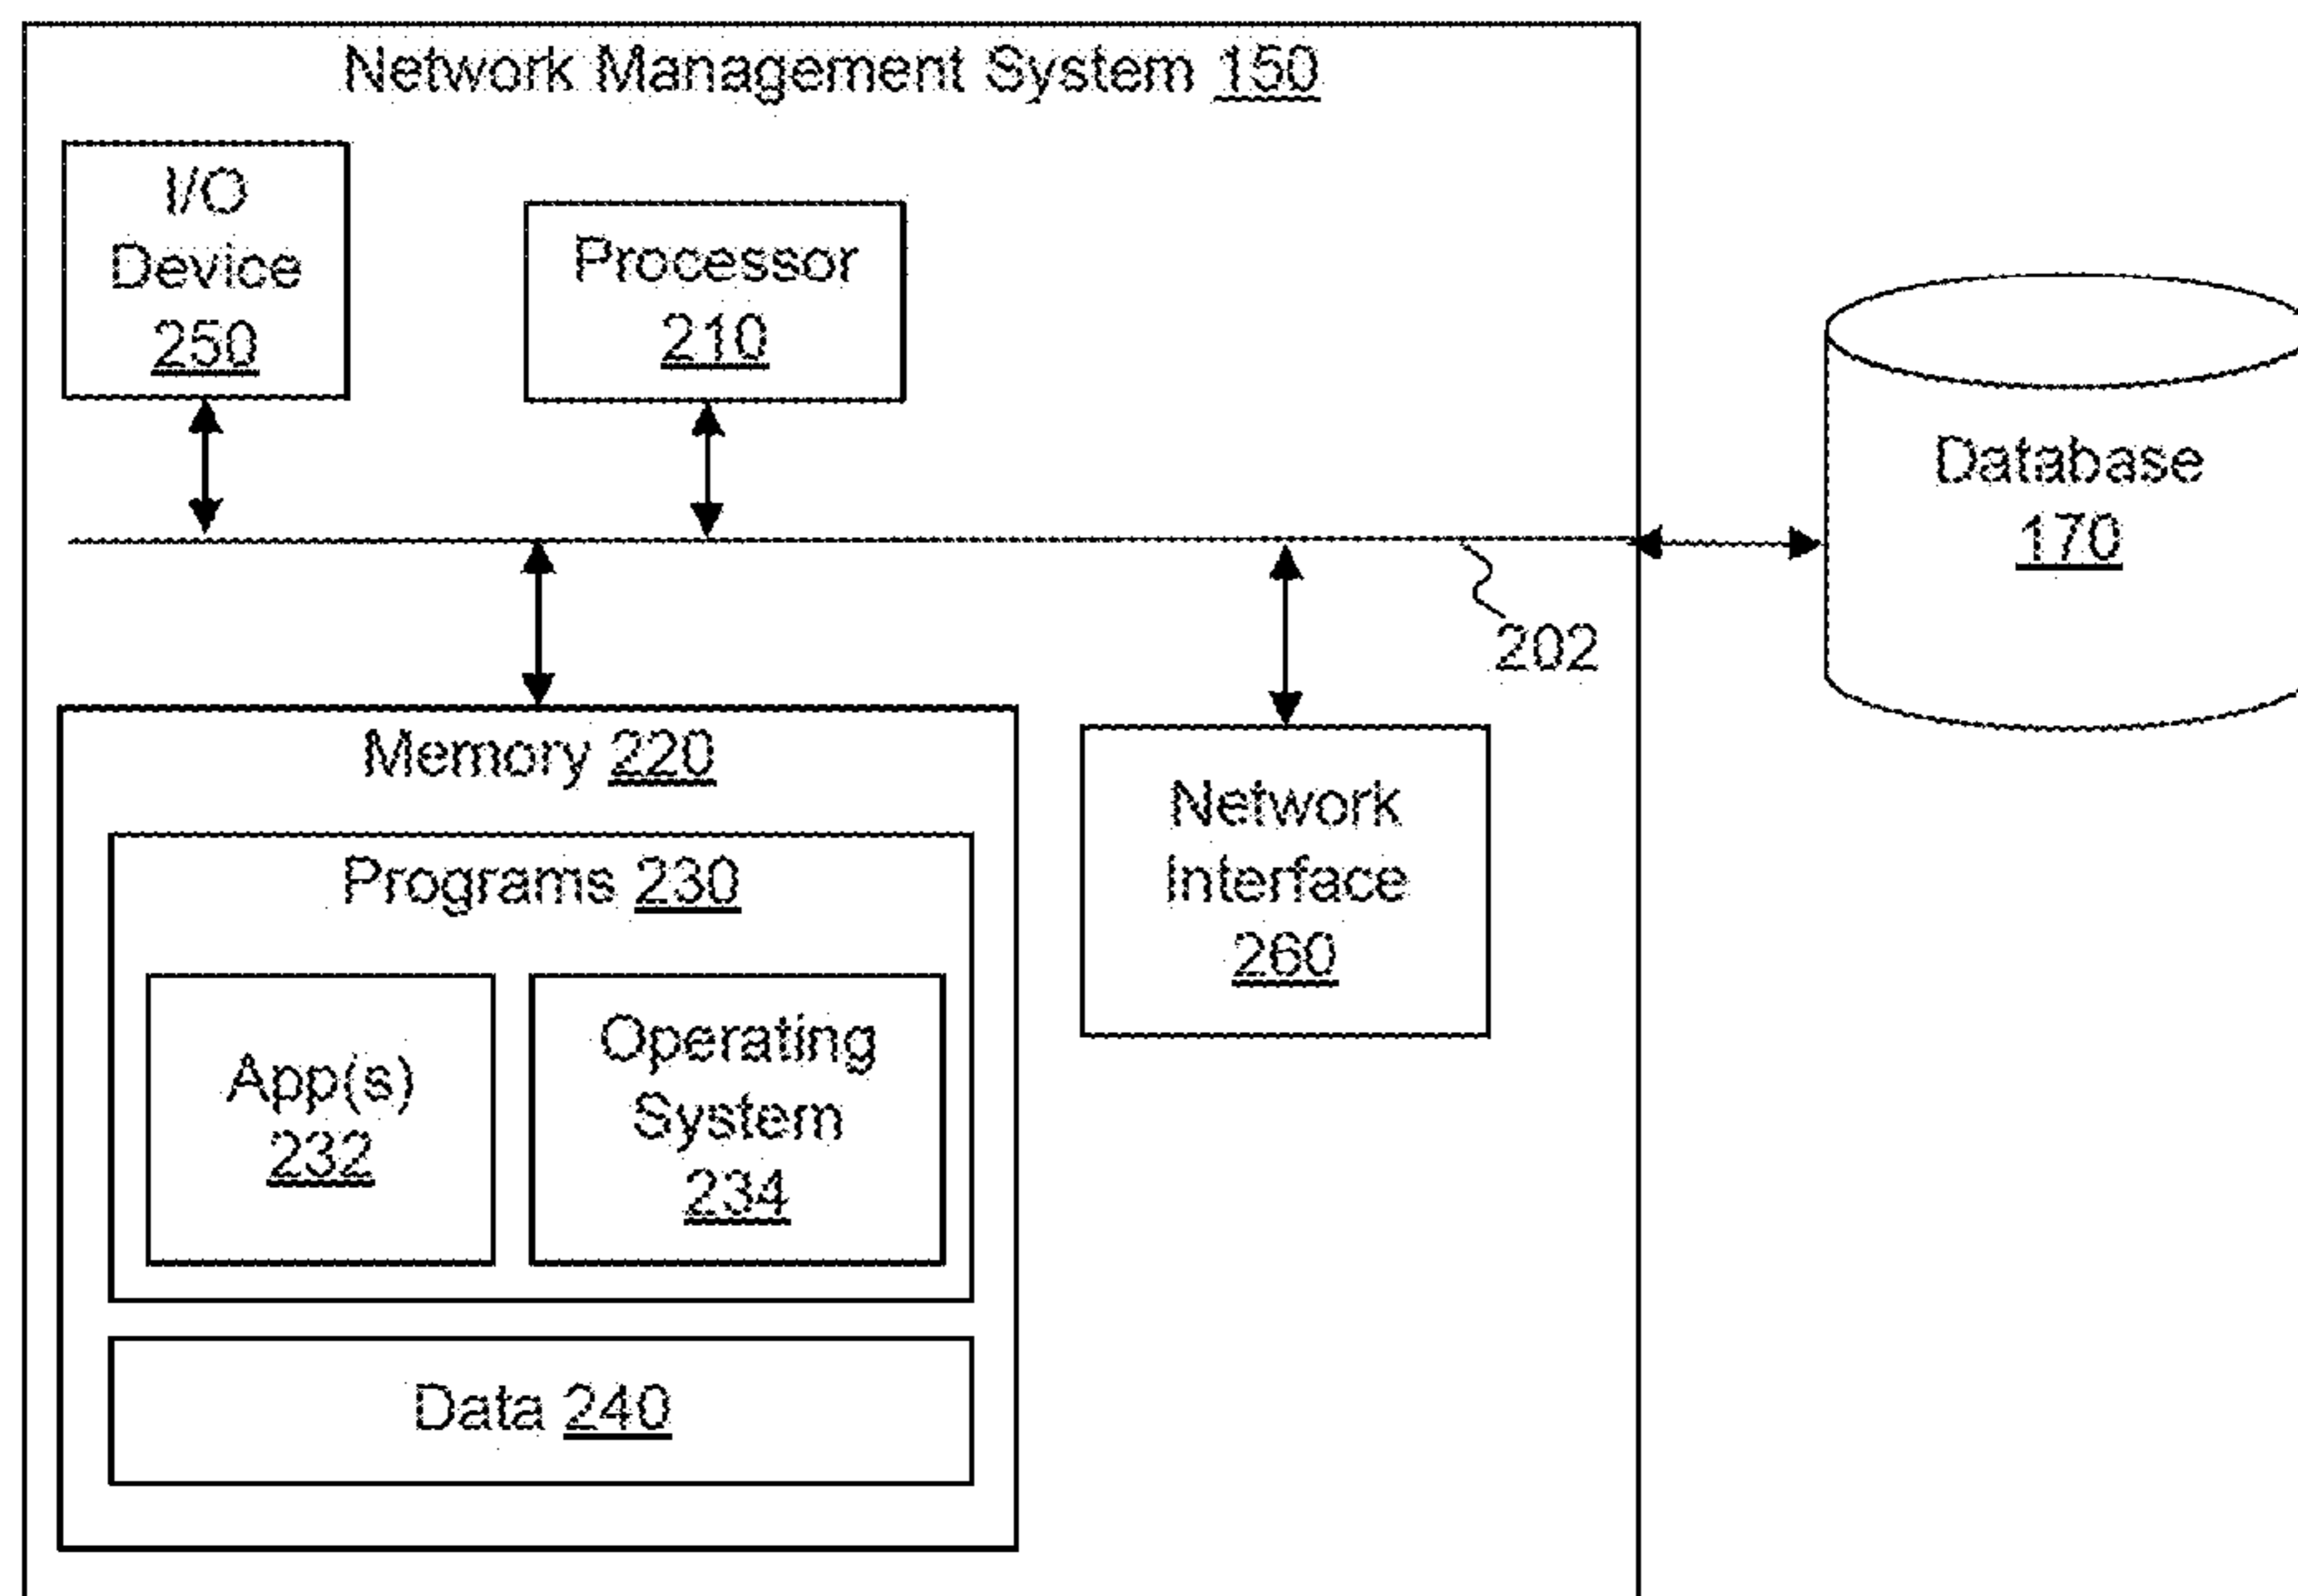 Network Management System 150
I/O
Device
250
Processor
210
Database
170
202
Memory 220
Programs 230
App(s)
232
Operating
System
234
Data 240
Network
Interface
260